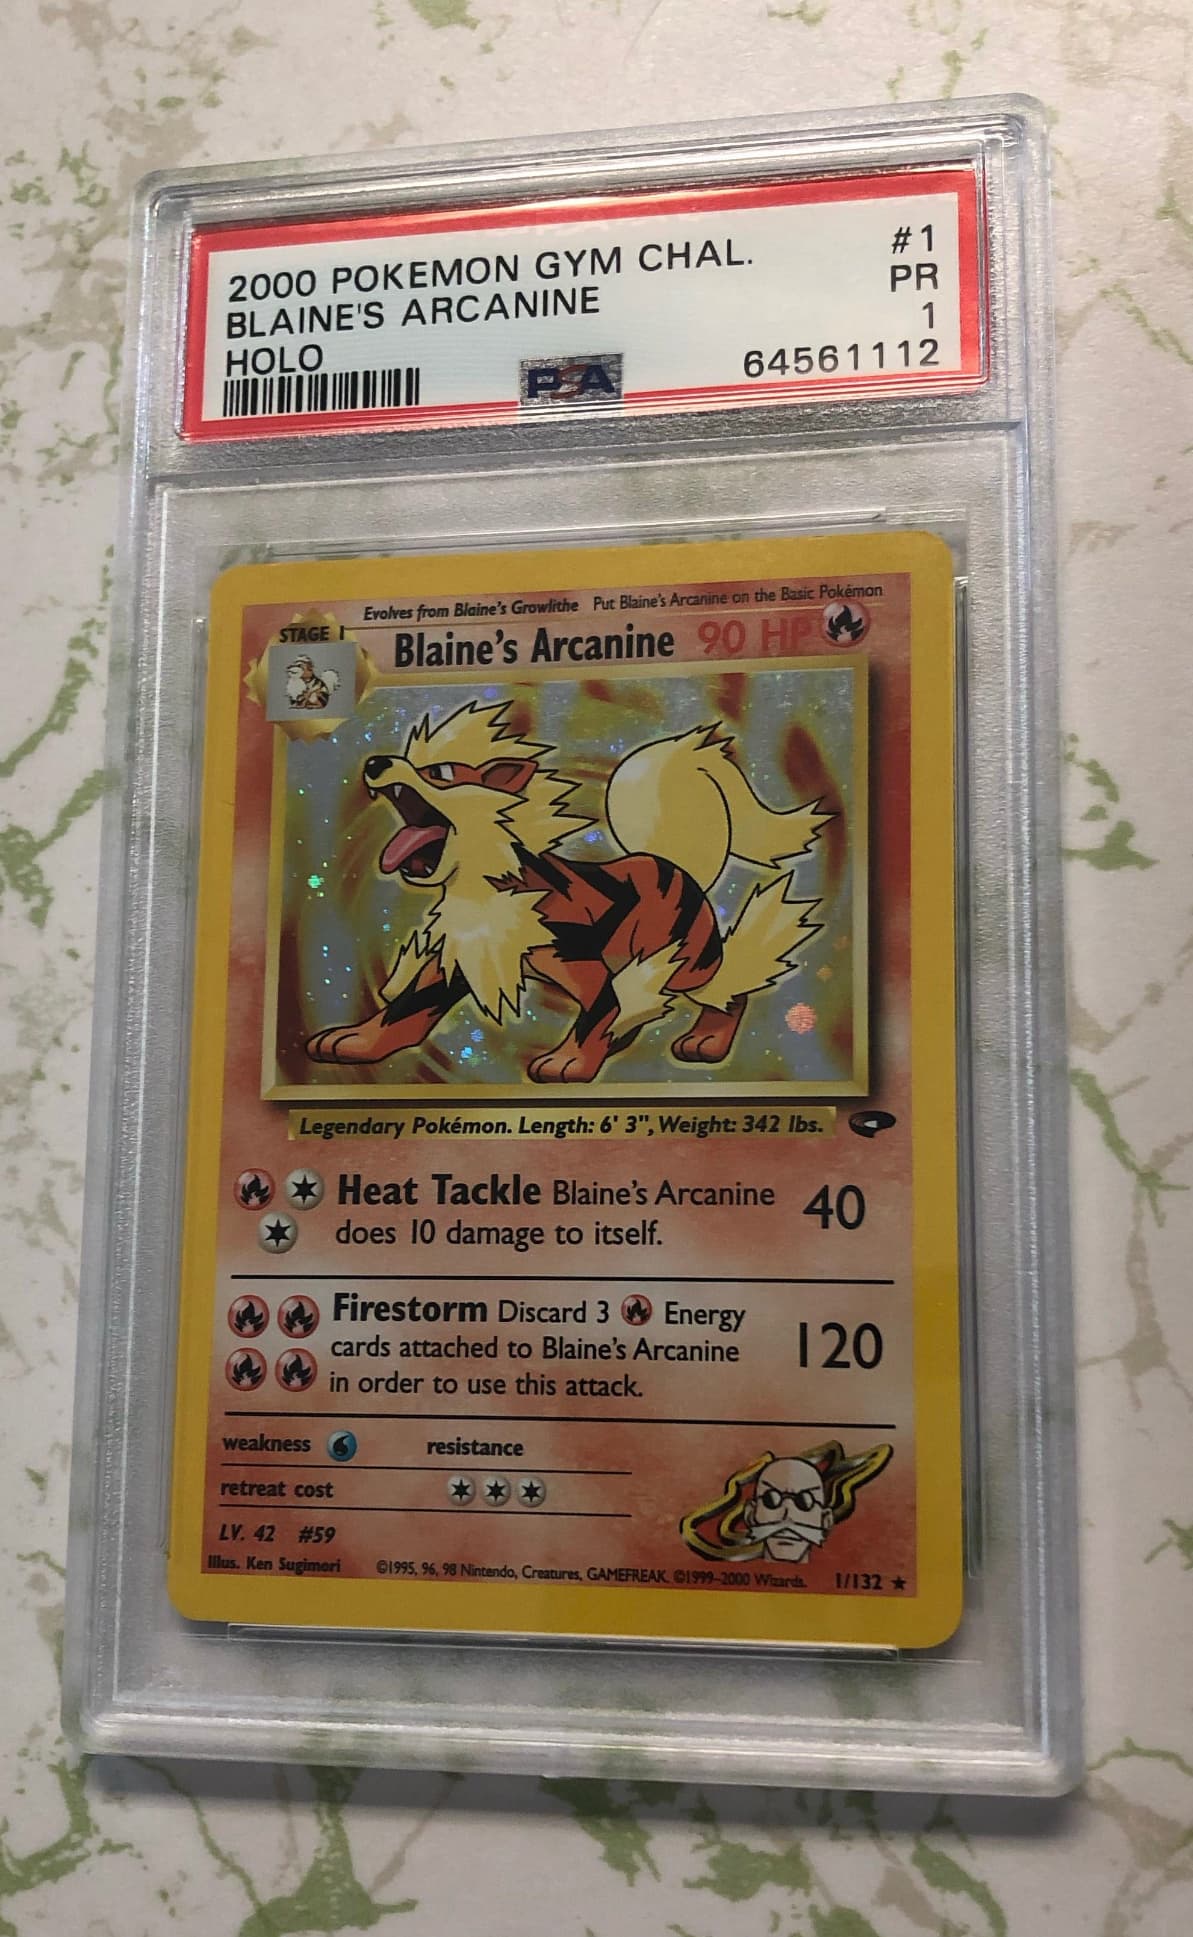 2000 POKEMON GYM CHAL. #1
BLAINE'S ARCANINE PR
HOLO 1
PSA 64561112
Evolves from Blaine's Growlithe Put Blaine's Arcanine on the Basic Pokémon
STAGE 1 Blaine's Arcanine 90 HP
Legendary Pokémon. Length: 6' 3", Weight: 342 lbs.
Heat Tackle Blaine's Arcanine 40
does 10 damage to itself.
Firestorm Discard 3 Energy
cards attached to Blaine's Arcanine 120
in order to use this attack.
weakness resistance
retreat cost
LV. 42 #59
Illus. Ken Sugimori ©1995, 96, 98 Nintendo, Creatures, GAMEFREAK. ©1999-2000 Wizards. 1/132 ★